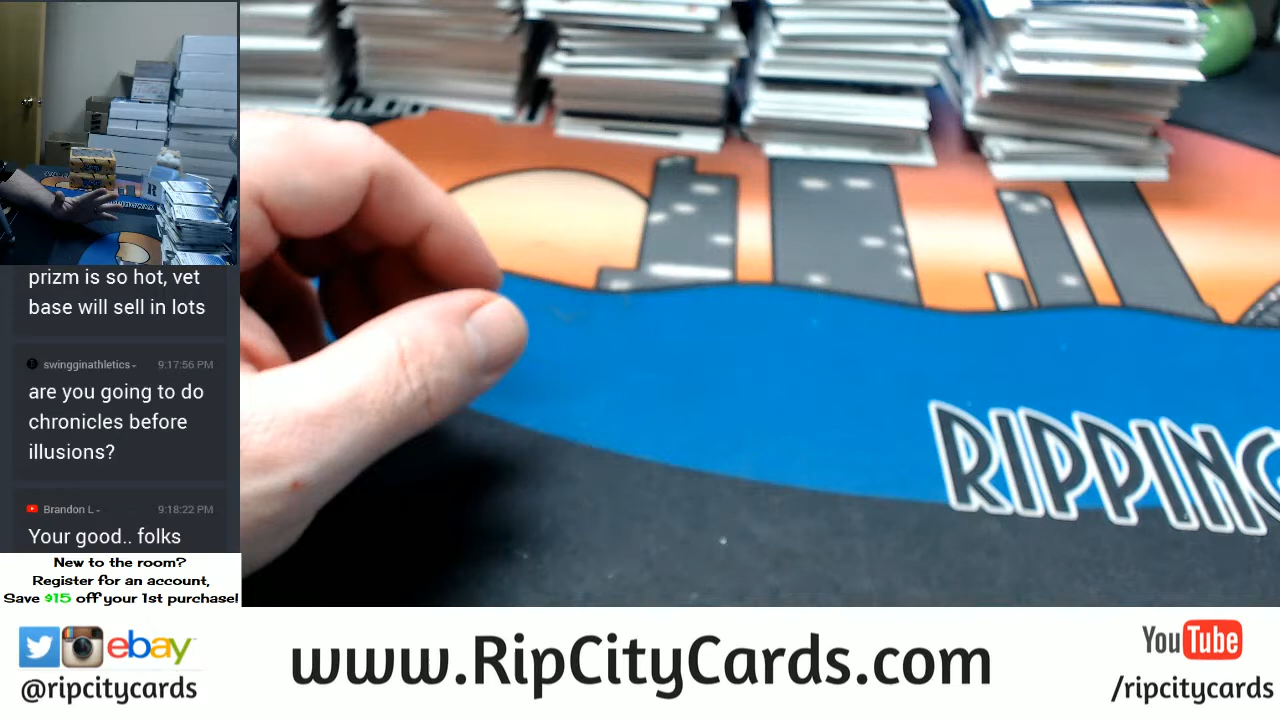 prizm is so hot, vet
base will sell in lots
swingginathletics- 9:17:56 PM
are you going to do
chronicles before
illusions?
Brandon L- 9:18:22 PM
Your good.. folks
New to the room?
Register for an account,
Save $15 off your 1st purchase!
RIPPING
ebay
@ripcitycards
www.RipCityCards.com
YouTube
/ripcitycards